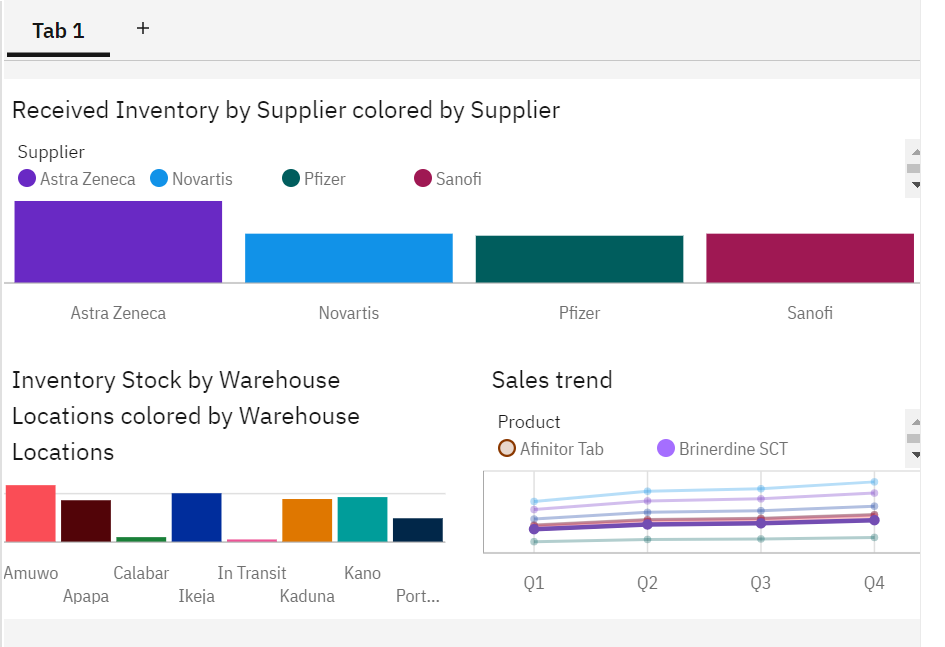 Tab 1 +
Received Inventory by Supplier colored by Supplier
Supplier
Astra Zeneca Novartis Pfizer Sanofi
Astra Zeneca Novartis Pfizer Sanofi
Inventory Stock by Warehouse
Locations colored by Warehouse
Locations
Amuwo Calabar In Transit Kano
Apapa Ikeja Kaduna Port...
Sales trend
Product
Afinitor Tab Brinerdine SCT
Q1 Q2 Q3 Q4